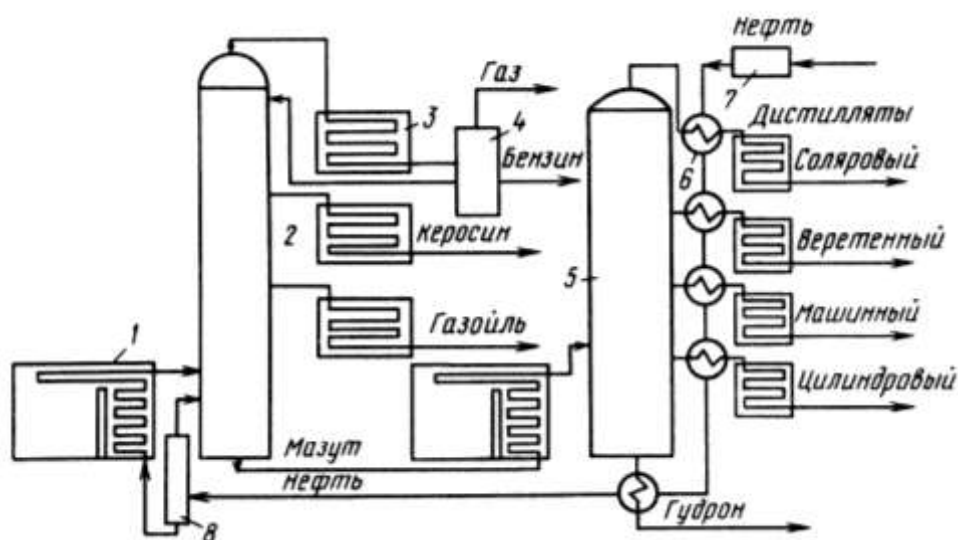 нефть
Газ
7
3
4
Дистилляты
Бензин
6
Соляровый
2
керосин
Веретенный
5
Газойль
Машинный
1
Цилиндровый
Мазут
нефть
8
Гудрон